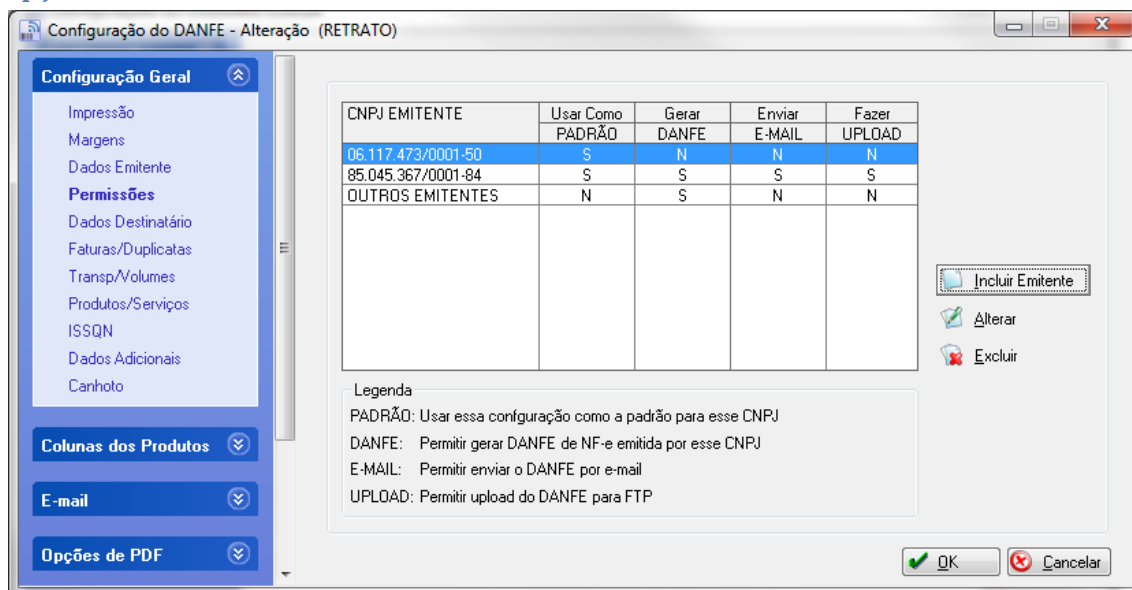 Configuração do DANFE - Alteração (RETRATO)
Configuração Geral
Impressão
Margens
Dados Emitente
Permissões
Dados Destinatário
Faturas/Duplicatas
Transp/Volumes
Produtos/Serviços
ISSQN
Dados Adicionais
Canhoto
Colunas dos Produtos
E-mail
Opções de PDF
CNPJ EMITENTE Usar Como Gerar Enviar Fazer
PADRÃO DANFE E-MAIL UPLOAD
06.117.473/0001-50 S N N N
85.045.367/0001-84 S S S S
OUTROS EMITENTES N S N N
Incluir Emitente
Alterar
Excluir
Legenda
PADRÃO: Usar essa confguração como a padrão para esse CNPJ
DANFE: Permitir gerar DANFE de NF-e emitida por esse CNPJ
E-MAIL: Permitir enviar o DANFE por e-mail
UPLOAD: Permitir upload do DANFE para FTP
OK Cancelar